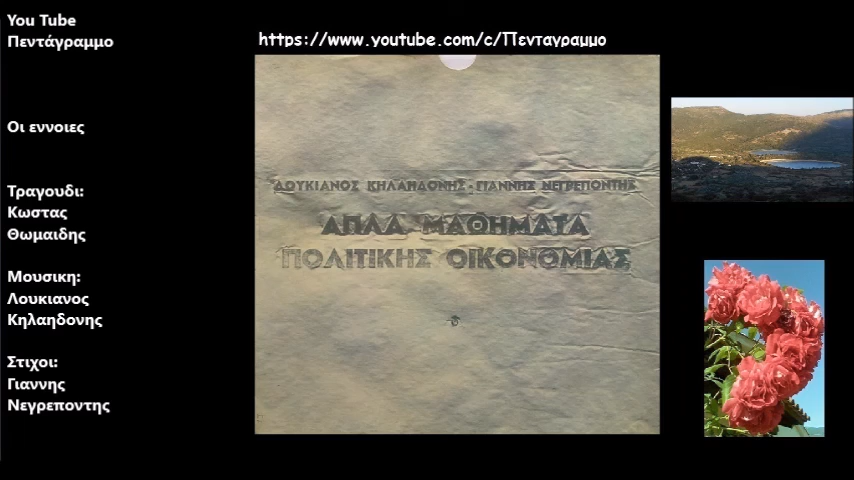 You Tube
Πεντάγραμμο
https://www.youtube.com/c/Πενταγραμμο
Οι εννοιες
Τραγουδι:
Κωστας
Θωμαιδης
Μουσικη:
Λουκιανος
Κηλαηδονης
Στιχοι:
Γιαννης
Νεγρεποντης
ΛΟΥΚΙΑΝΟΣ ΚΗΛΑΗΔΟΝΗΣ - ΓΙΑΝΝΗΣ ΝΕΓΡΕΠΟΝΤΗΣ
ΑΠΛΑ ΜΑΘΗΜΑΤΑ
ΠΟΛΙΤΙΚΗΣ ΟΙΚΟΝΟΜΙΑΣ